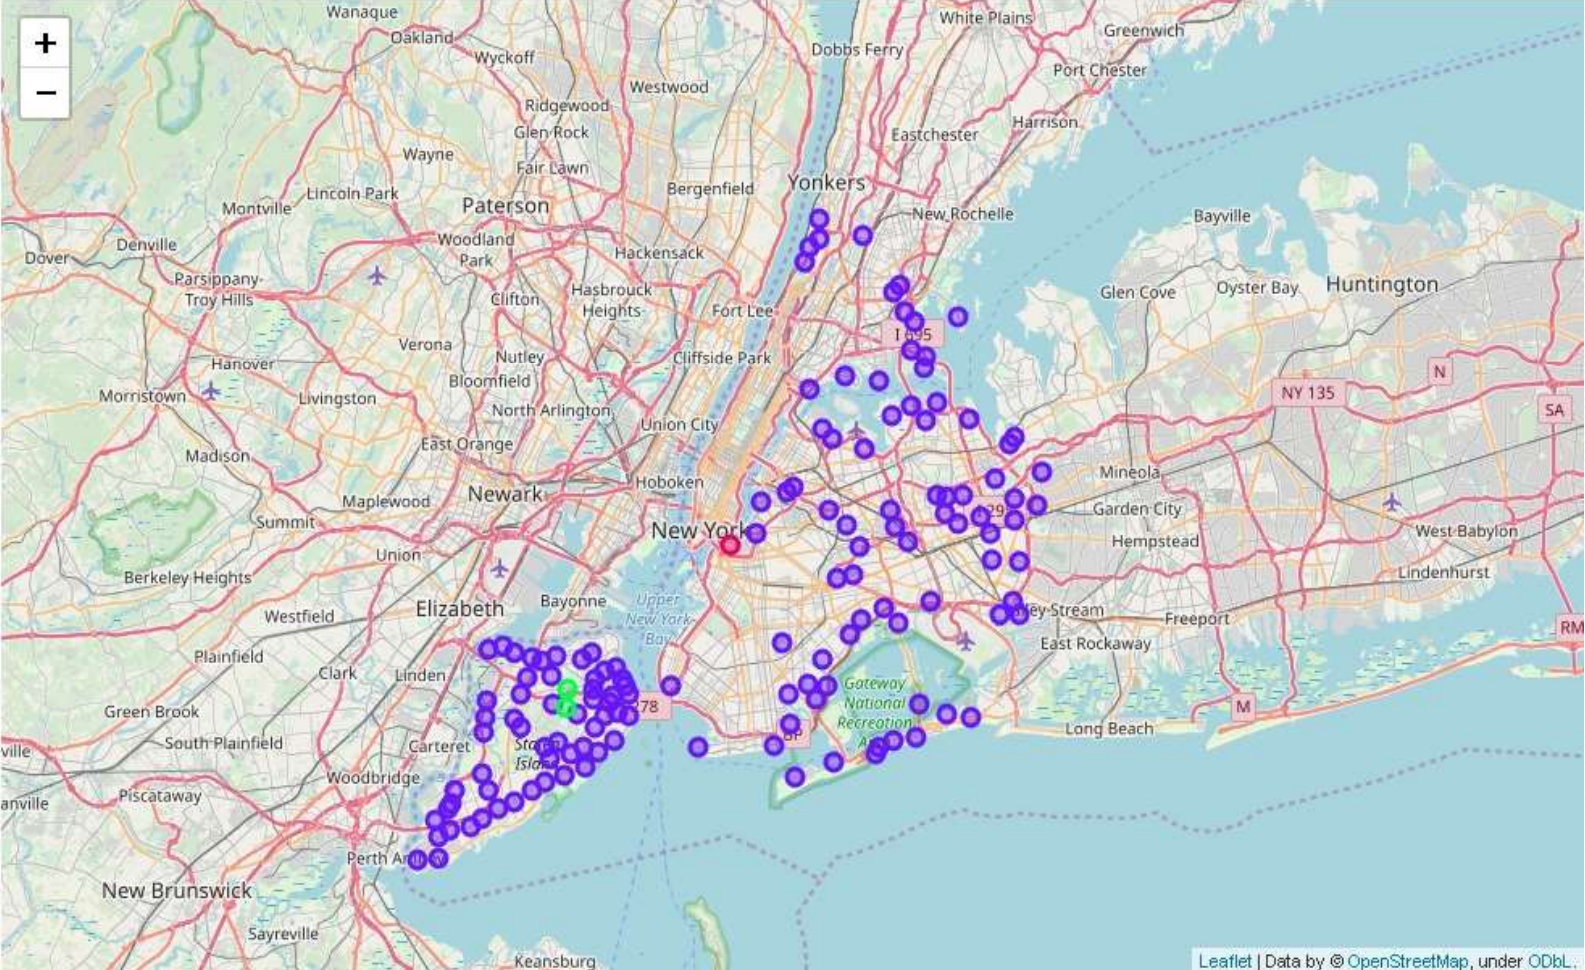 +
−
Wanaque
White Plains
Greenwich
Oakland
Dobbs Ferry
Wyckoff
Port Chester
Westwood
Ridgewood
Harrison
Glen Rock
Eastchester
Wayne
Fair Lawn
Yonkers
Bergenfield
Lincoln Park
Paterson
Montville
New Rochelle
Bayville
Denville
Woodland
Park
Hackensack
Dover
Parsippany-
Troy Hills
Hasbrouck
Heights
Clifton
Glen Cove
Oyster Bay
Huntington
Fort Lee
Verona
Nutley
Cliffside Park
Hanover
N
Bloomfield
NY 135
Morristown
Livingston
North Arlington
SA
Union City
East Orange
Madison
Mineola
Hoboken
Newark
Maplewood
Garden City
Summit
New York
West Babylon
Hempstead
Union
Berkeley Heights
Lindenhurst
Elizabeth
Bayonne
Upper
New York
Bay
Westfield
Freeport
RM
East Rockaway
Plainfield
Clark
Linden
Gateway
National
Recreation
278
M
Green Brook
Long Beach
ville
South Plainfield
Carteret
Island
Woodbridge
Piscataway
anville
New Brunswick
Sayreville
Keansburg
Leaflet | Data by © OpenStreetMap, under ODbL.